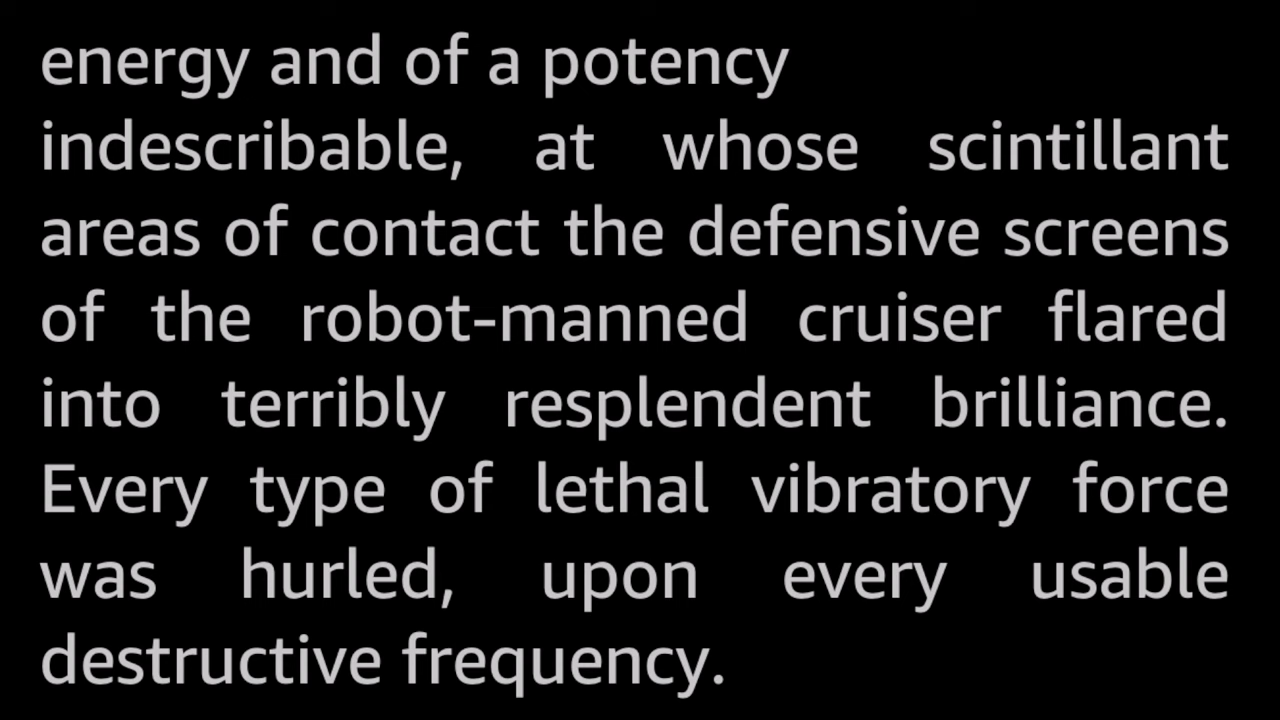 energy and of a potency
indescribable, at whose scintillant
areas of contact the defensive screens
of the robot-manned cruiser flared
into terribly resplendent brilliance.
Every type of lethal vibratory force
was hurled, upon every usable
destructive frequency.